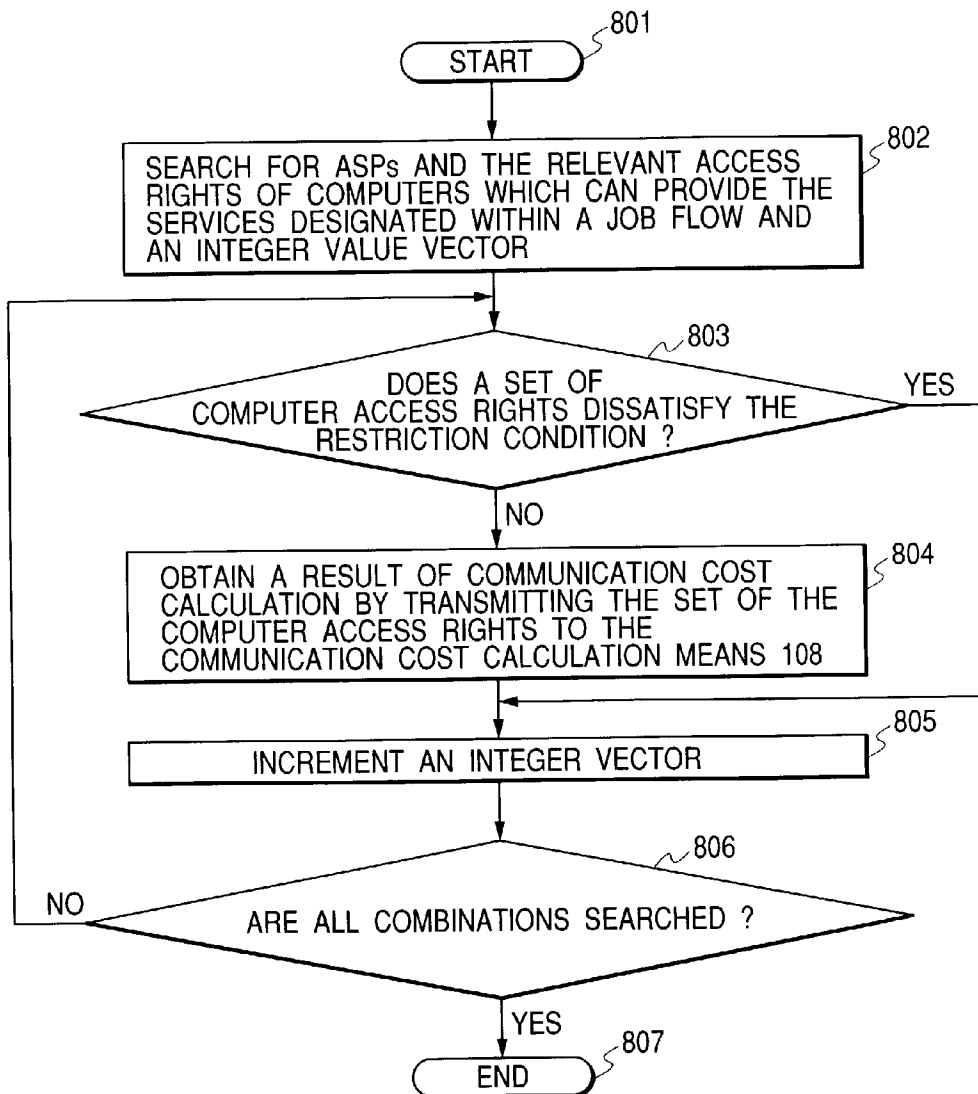 801
START
802
SEARCH FOR ASPs AND THE RELEVANT ACCESS
RIGHTS OF COMPUTERS WHICH CAN PROVIDE THE
SERVICES DESIGNATED WITHIN A JOB FLOW AND
AN INTEGER VALUE VECTOR
803
DOES A SET OF
COMPUTER ACCESS RIGHTS DISSATISFY THE
RESTRICTION CONDITION ?
YES
NO
804
OBTAIN A RESULT OF COMMUNICATION COST
CALCULATION BY TRANSMITTING THE SET OF THE
COMPUTER ACCESS RIGHTS TO THE
COMMUNICATION COST CALCULATION MEANS 108
805
INCREMENT AN INTEGER VECTOR
806
NO
ARE ALL COMBINATIONS SEARCHED ?
YES
807
END